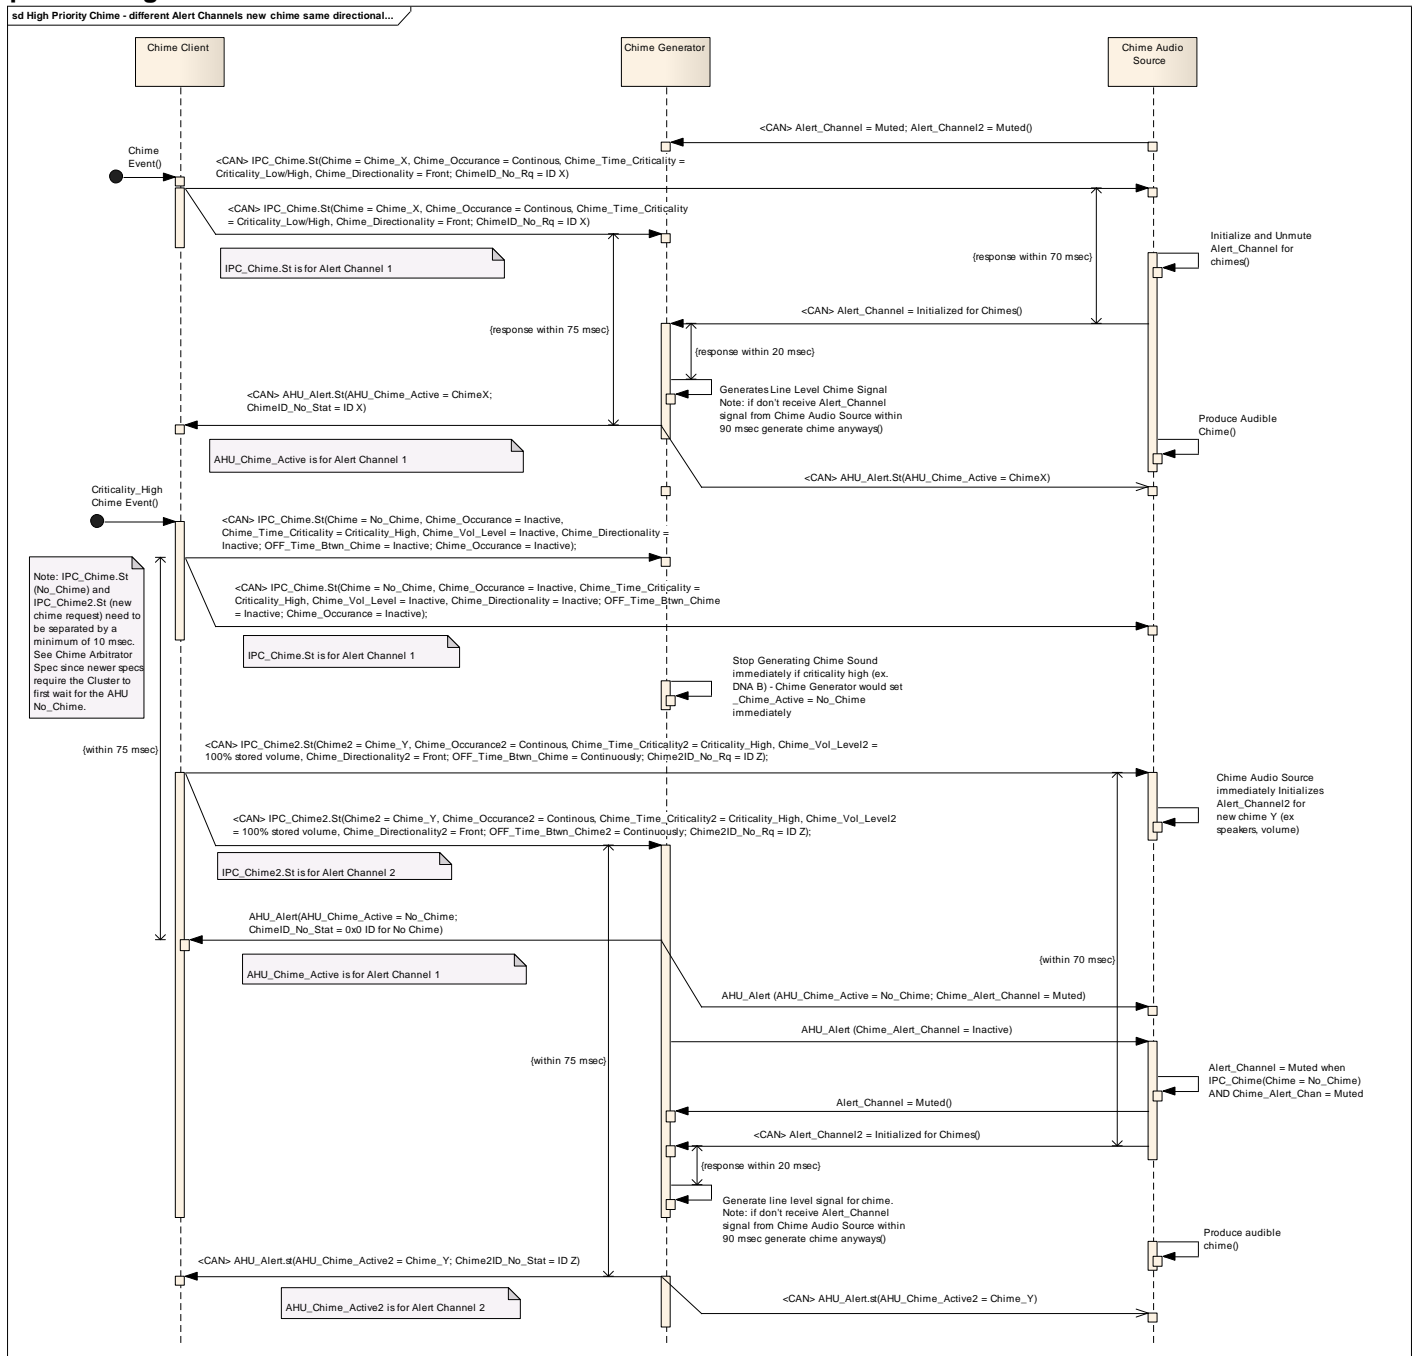 sd High Priority Chime - different Alert Channels new chime same directional...
Chime Client
Chime Generator
Chime Audio
Source
<CAN> Alert_Channel = Muted; Alert_Channel2 = Muted()
Chime
Event()
<CAN> IPC_Chime.St(Chime = Chime_X, Chime_Occurance = Continous, Chime_Time_Criticality =
Criticality_Low/High, Chime_Directionality = Front; ChimeID_No_Rq = ID X)
<CAN> IPC_Chime.St(Chime = Chime_X, Chime_Occurance = Continous, Chime_Time_Criticality
= Criticality_Low/High, Chime_Directionality = Front; ChimeID_No_Rq = ID X)
IPC_Chime.St is for Alert Channel 1
{response within 70 msec}
Initialize and Unmute
Alert_Channel for
chimes()
<CAN> Alert_Channel = Initialized for Chimes()
{response within 75 msec}
{response within 20 msec}
Generates Line Level Chime Signal
Note: if don't receive Alert_Channel
signal from Chime Audio Source within
90 msec generate chime anyways()
<CAN> AHU_Alert.St(AHU_Chime_Active = ChimeX;
ChimeID_No_Stat = ID X)
Produce Audible
Chime()
AHU_Chime_Active is for Alert Channel 1
<CAN> AHU_Alert.St(AHU_Chime_Active = ChimeX)
Criticality_High
Chime Event()
<CAN> IPC_Chime.St(Chime = No_Chime, Chime_Occurance = Inactive,
Chime_Time_Criticality = Criticality_High, Chime_Vol_Level = Inactive, Chime_Directionality =
Inactive; OFF_Time_Btwn_Chime = Inactive; Chime_Occurance = Inactive);
Note: IPC_Chime.St
(No_Chime) and
IPC_Chime2.St (new
chime request) need to
be separated by a
minimum of 10 msec.
See Chime Arbitrator
Spec since newer specs
require the Cluster to
first wait for the AHU
No_Chime.
<CAN> IPC_Chime.St(Chime = No_Chime, Chime_Occurance = Inactive, Chime_Time_Criticality =
Criticality_High, Chime_Vol_Level = Inactive, Chime_Directionality = Inactive; OFF_Time_Btwn_Chime
= Inactive; Chime_Occurance = Inactive);
IPC_Chime.St is for Alert Channel 1
Stop Generating Chime Sound
immediately if criticality high (ex.
DNA B) - Chime Generator would set
_Chime_Active = No_Chime
immediately
{within 75 msec}
<CAN> IPC_Chime2.St(Chime2 = Chime_Y, Chime_Occurance2 = Continous, Chime_Time_Criticality2 = Criticality_High, Chime_Vol_Level2 =
100% stored volume, Chime_Directionality2 = Front; OFF_Time_Btwn_Chime = Continuously; Chime2ID_No_Rq = ID Z);
Chime Audio Source
immediately Initializes
Alert_Channel2 for
new chime Y (ex
speakers, volume)
<CAN> IPC_Chime2.St(Chime2 = Chime_Y, Chime_Occurance2 = Continous, Chime_Time_Criticality2 = Criticality_High, Chime_Vol_Level2
= 100% stored volume, Chime_Directionality2 = Front; OFF_Time_Btwn_Chime2 = Continuously; Chime2ID_No_Rq = ID Z);
IPC_Chime2.St is for Alert Channel 2
AHU_Alert(AHU_Chime_Active = No_Chime;
ChimeID_No_Stat = 0x0 ID for No Chime)
AHU_Chime_Active is for Alert Channel 1
{within 70 msec}
AHU_Alert (AHU_Chime_Active = No_Chime; Chime_Alert_Channel = Muted)
AHU_Alert (Chime_Alert_Channel = Inactive)
{within 75 msec}
Alert_Channel = Muted when
IPC_Chime(Chime = No_Chime)
AND Chime_Alert_Chan = Muted
Alert_Channel = Muted()
<CAN> Alert_Channel2 = Initialized for Chimes()
{response within 20 msec}
Generate line level signal for chime.
Note: if don't receive Alert_Channel
signal from Chime Audio Source within
90 msec generate chime anyways()
Produce audible
chime()
<CAN> AHU_Alert.st(AHU_Chime_Active2 = Chime_Y; Chime2ID_No_Stat = ID Z)
AHU_Chime_Active2 is for Alert Channel 2
<CAN> AHU_Alert.st(AHU_Chime_Active2 = Chime_Y)